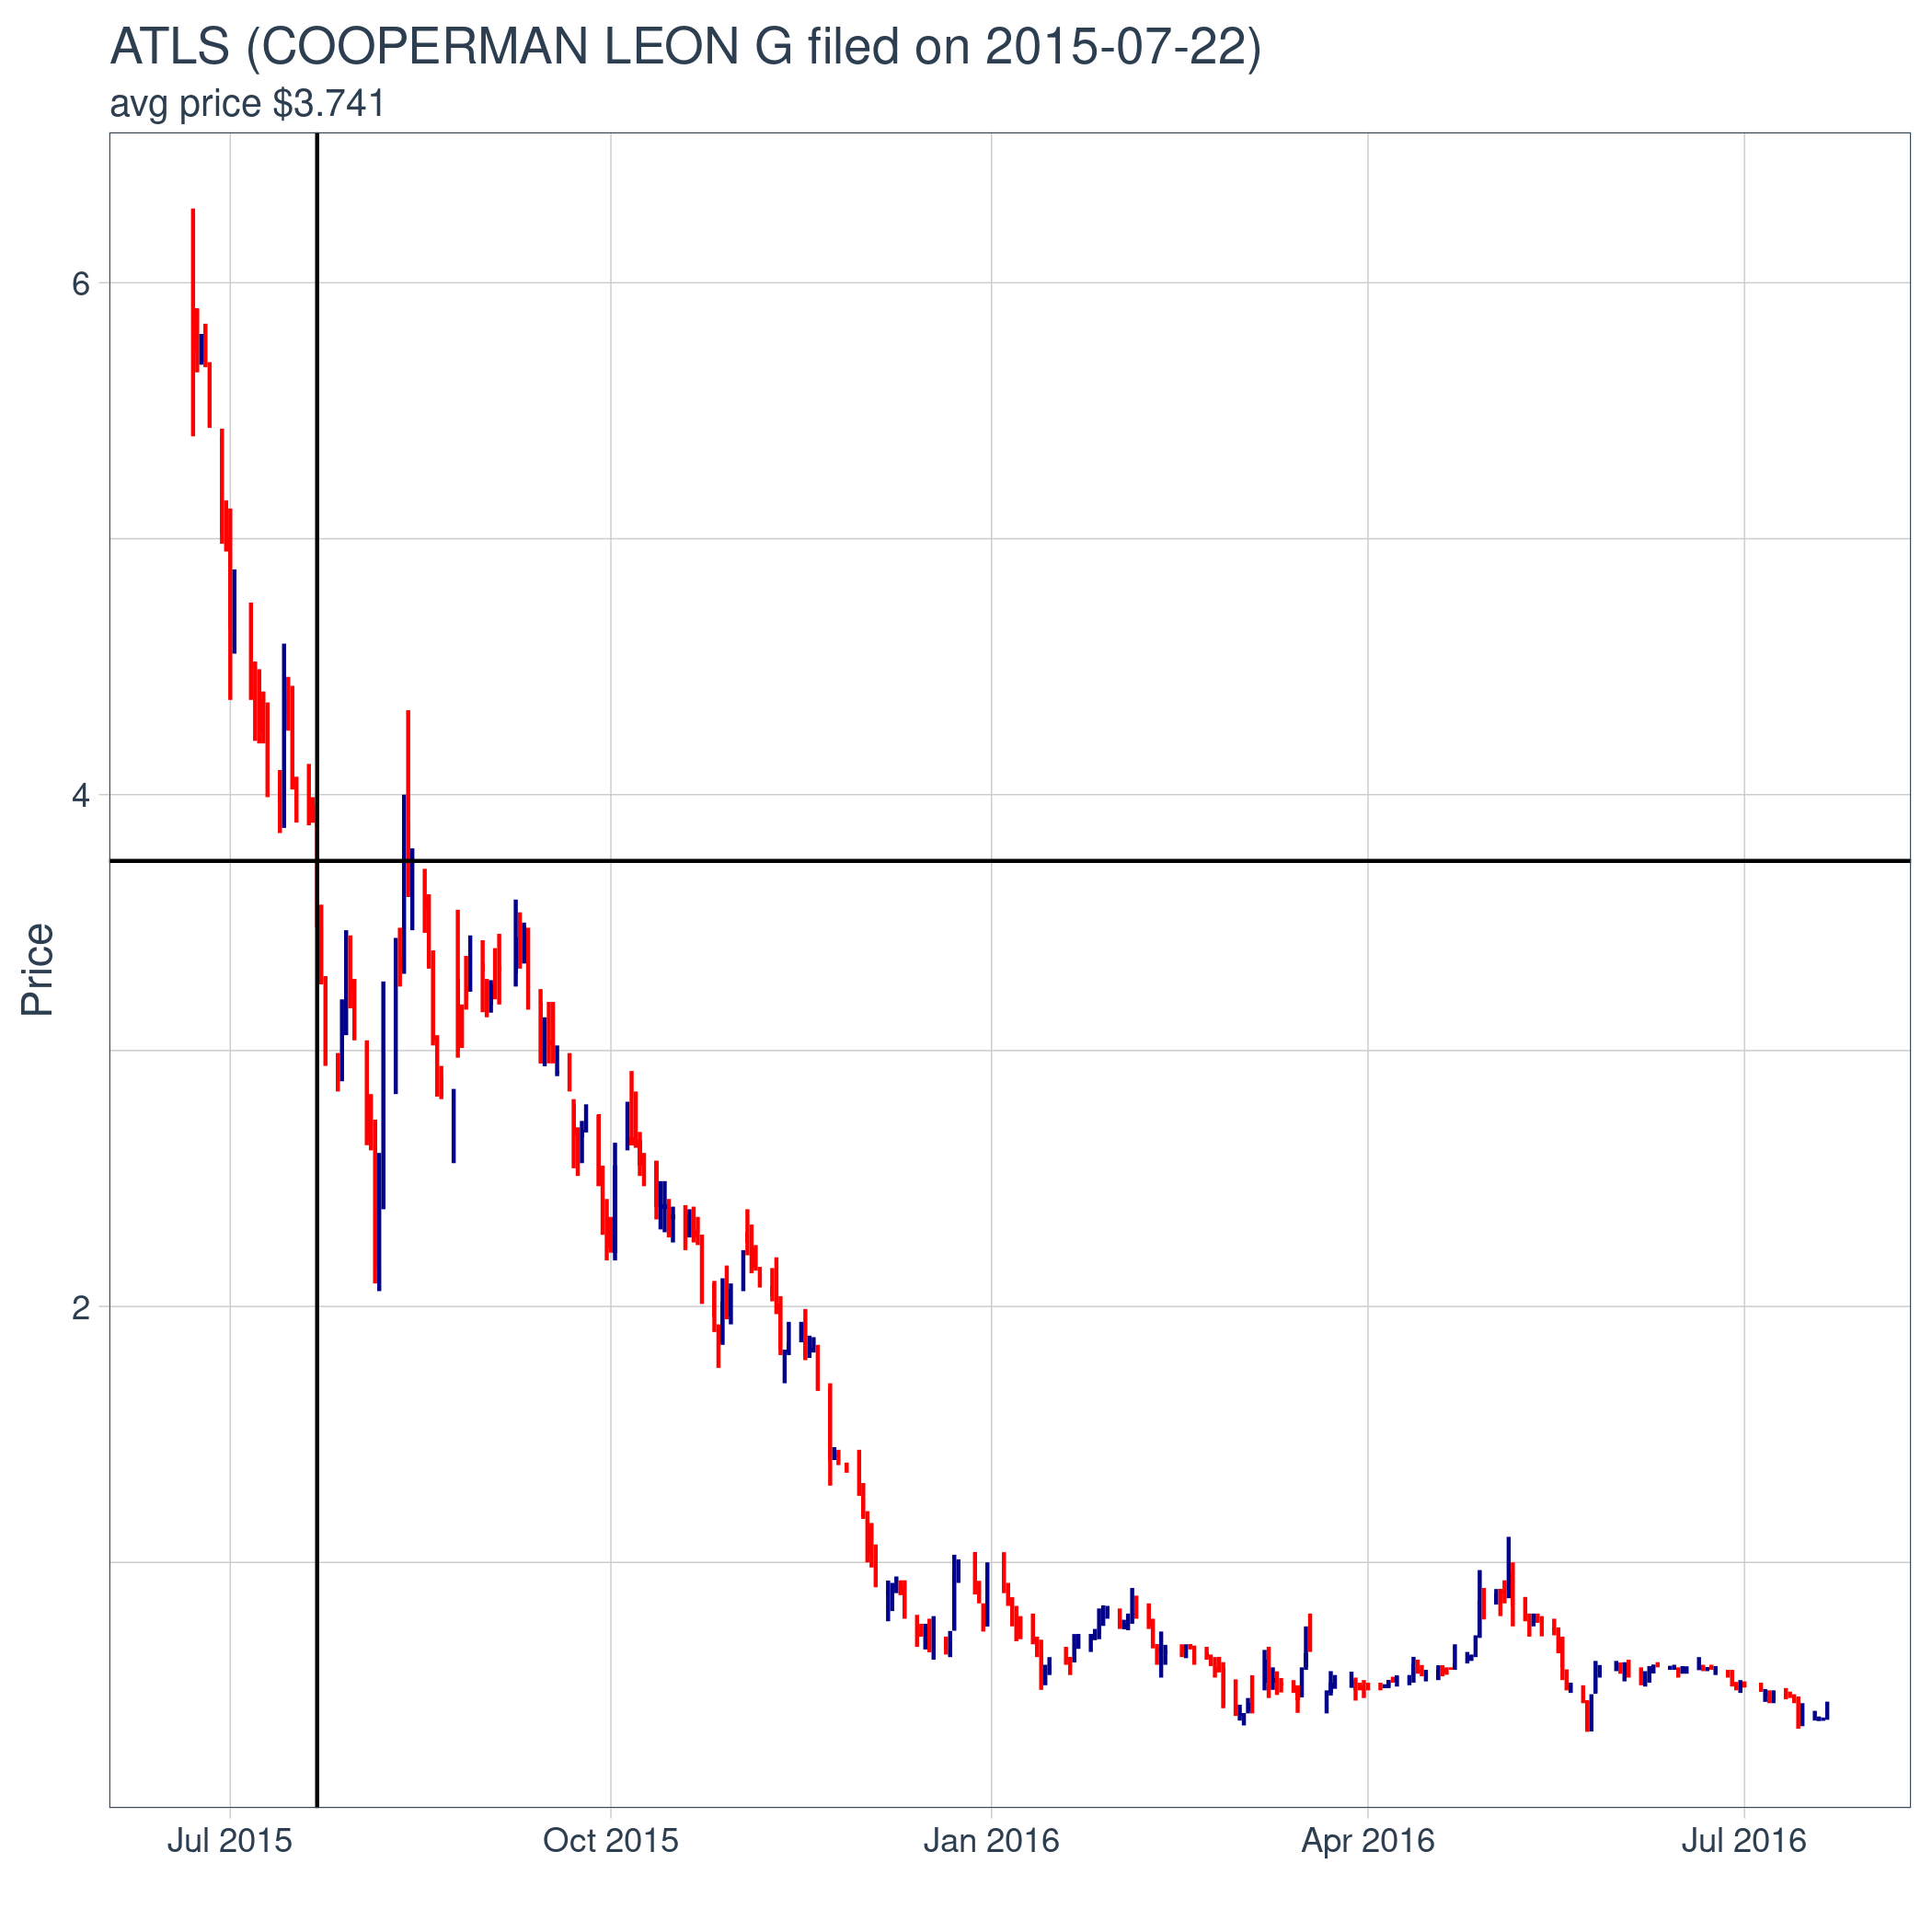 ATLS (COOPERMAN LEON G filed on 2015-07-22)
avg price $3.741
Price
6
4
2
Jul 2015 Oct 2015 Jan 2016 Apr 2016 Jul 2016